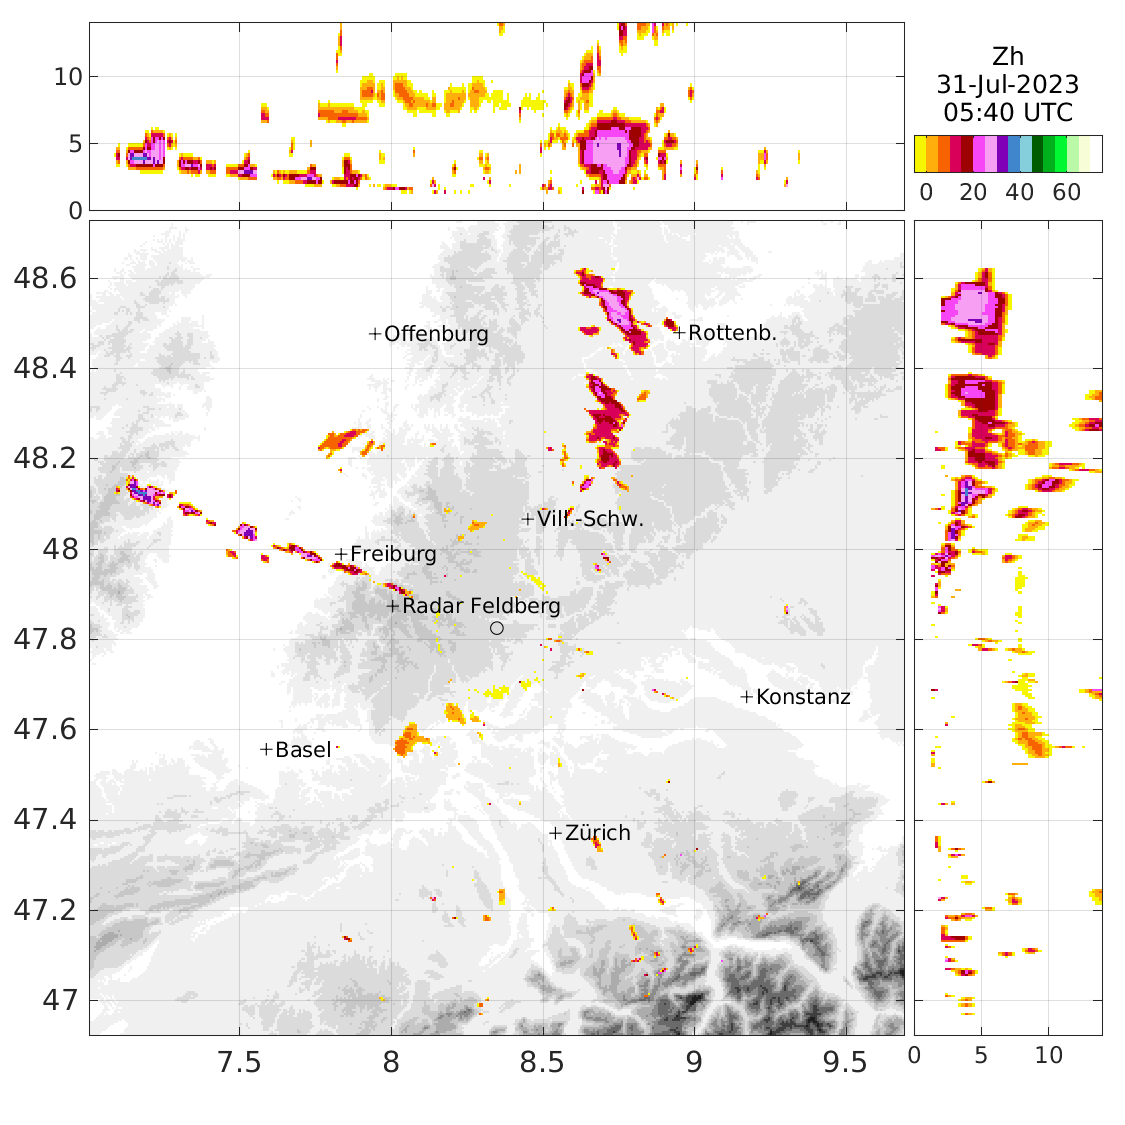 Zh
31-Jul-2023
05:40 UTC
0 20 40 60
10
5
0
48.6
48.4
48.2
48
47.8
47.6
47.4
47.2
47
+Offenburg
+Rottenb.
+Vill.-Schw.
+Freiburg
+Radar Feldberg
+Konstanz
+Basel
+Zürich
7.5 8 8.5 9 9.5
0 5 10